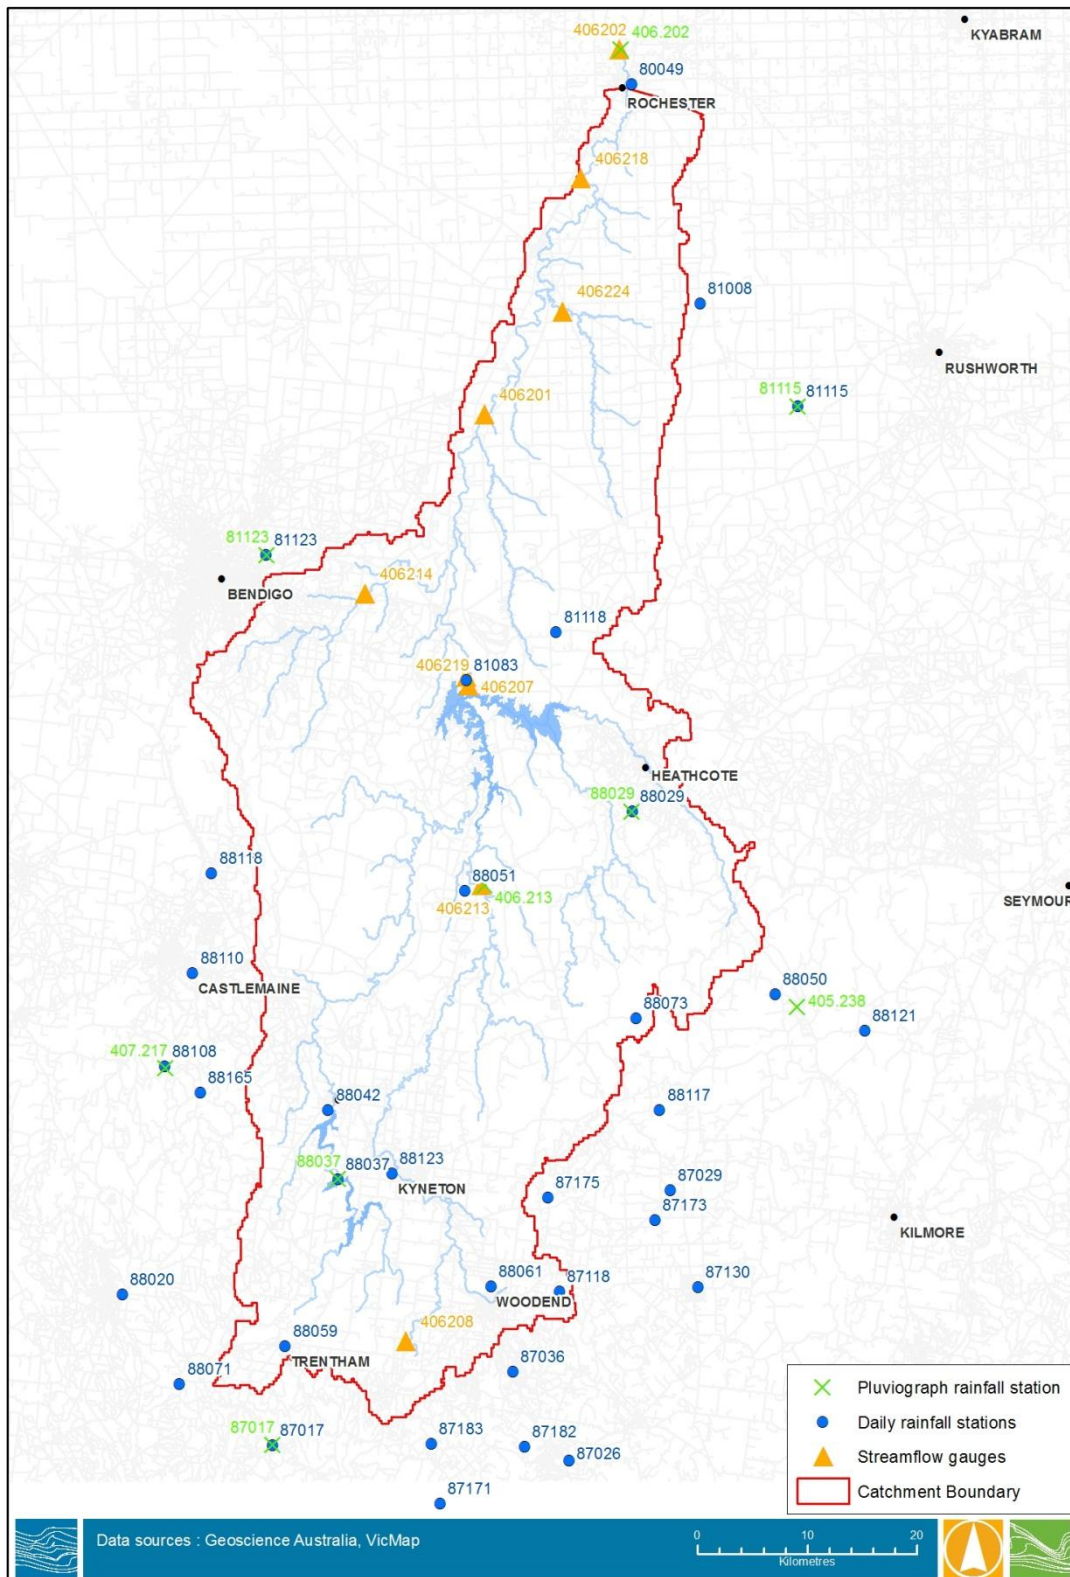 KYABRAM
406202 406.202
80049
ROCHESTER
406218
406224
81008
RUSHWORTH
81115 81115
406201
81123 81123
BENDIGO
406214
81118
406219 81083
406207
HEATHCOTE
88029 88029
88118
88051
406213 406.213
SEYMOUR
88110
CASTLEMAINE
88050
405.238
88073
88121
407.217 88108
88165
88042
88117
88123
88037 88037
KYNETON
87175
87029
87173
KILMORE
88020
88061
87118
87130
WOODEND
406208
88059
TRENTHAM
88071
87036
87017 87017
87183
87182
87026
87171
Pluviograph rainfall station
Daily rainfall stations
Streamflow gauges
Catchment Boundary
Data sources : Geoscience Australia, VicMap
0 10 20
Kilometres